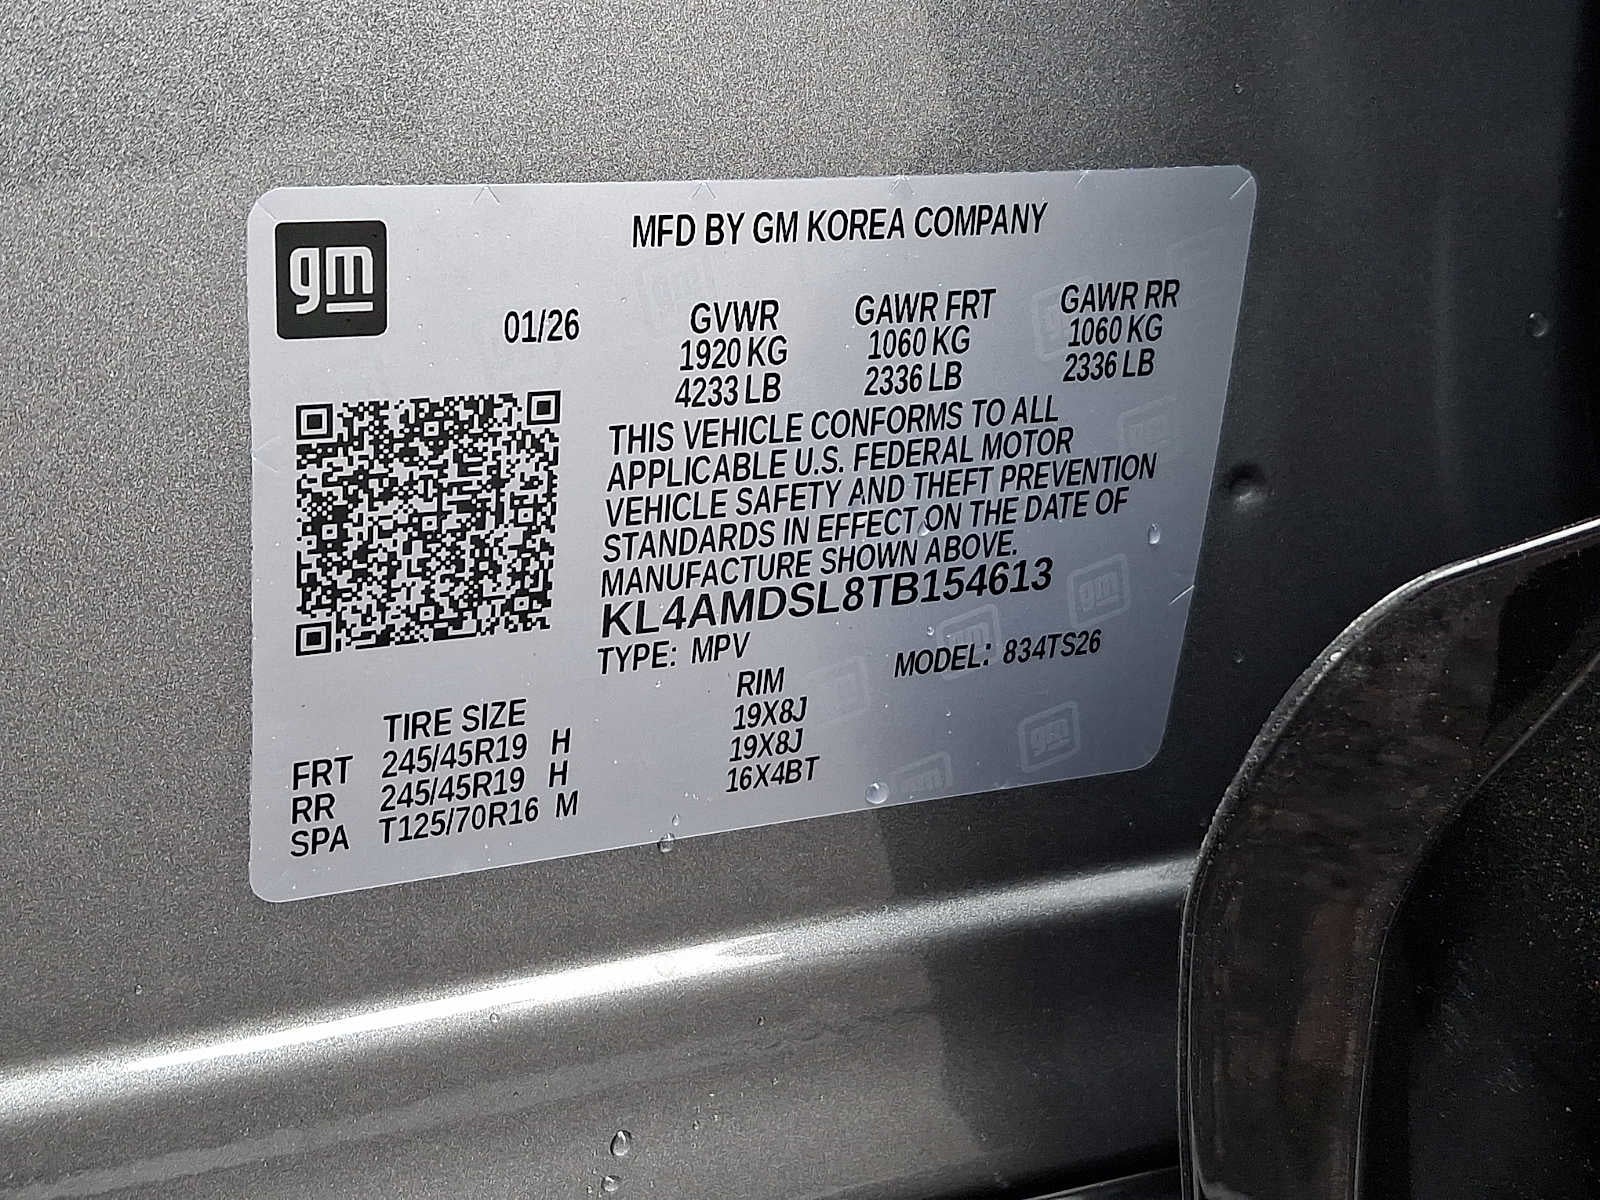 gm
MFD BY GM KOREA COMPANY
01/26 GVWR GAWR FRT GAWR RR
1920 KG 1060 KG 1060 KG
4233 LB 2336 LB 2336 LB
THIS VEHICLE CONFORMS TO ALL
APPLICABLE U.S. FEDERAL MOTOR
VEHICLE SAFETY AND THEFT PREVENTION
STANDARDS IN EFFECT ON THE DATE OF
MANUFACTURE SHOWN ABOVE.
KL4AMDSL8TB154613
TYPE: MPV MODEL: 834TS26
TIRE SIZE RIM
FRT 245/45R19 H 19X8J
RR 245/45R19 H 19X8J
SPA T125/70R16 M 16X4BT